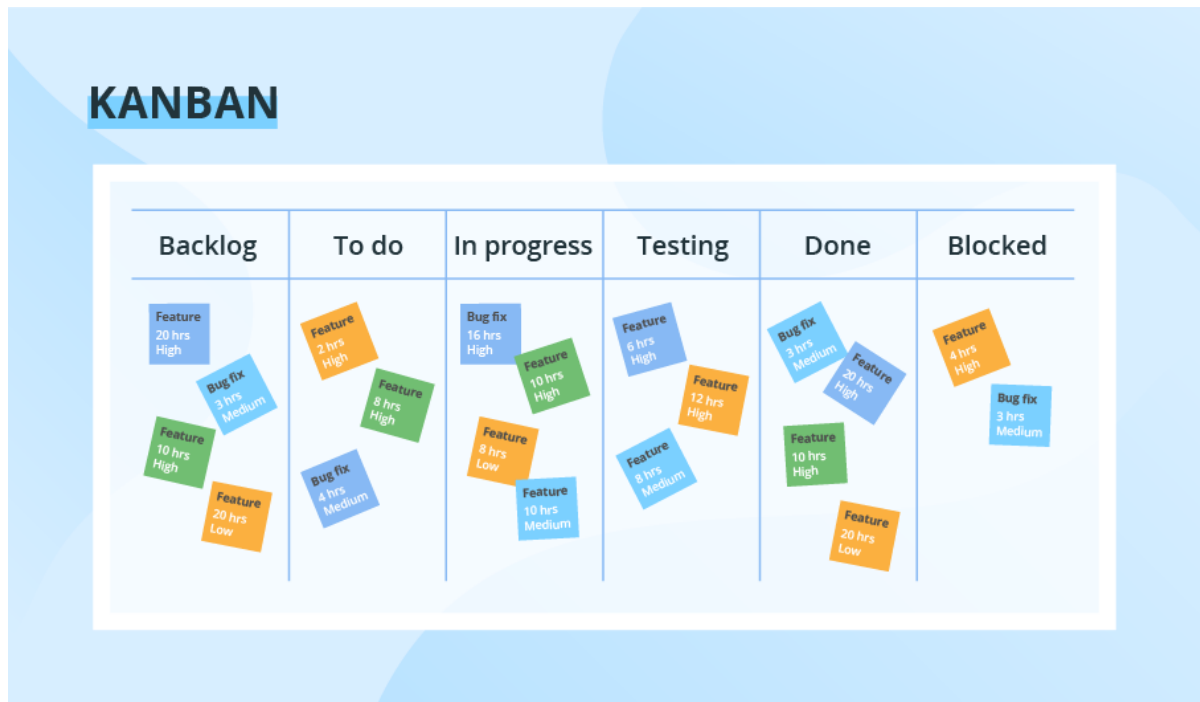 KANBAN
Backlog
To do
In progress
Testing
Done
Blocked
Feature
20 hrs
High
Bug fix
3 hrs
Medium
Feature
10 hrs
High
Feature
20 hrs
Low
Feature
2 hrs
High
Feature
8 hrs
High
Bug fix
4 hrs
Medium
Bug fix
16 hrs
High
Feature
10 hrs
High
Feature
8 hrs
Low
Feature
10 hrs
Medium
Feature
6 hrs
High
Feature
12 hrs
High
Feature
8 hrs
Medium
Bug fix
3 hrs
Medium
Feature
20 hrs
High
Feature
10 hrs
High
Feature
20 hrs
Low
Feature
4 hrs
High
Bug fix
3 hrs
Medium